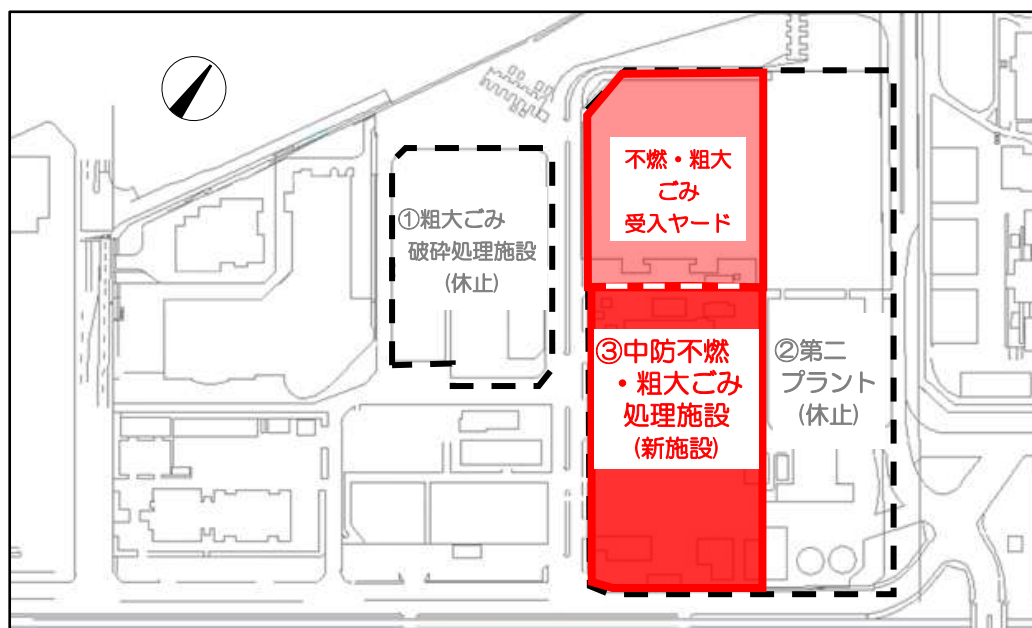 ①粗大ごみ
破砕処理施設
(休止)
不燃・粗大
ごみ
受入ヤード
③中防不燃
・粗大ごみ
処理施設
(新施設)
②第二
プラント
(休止)